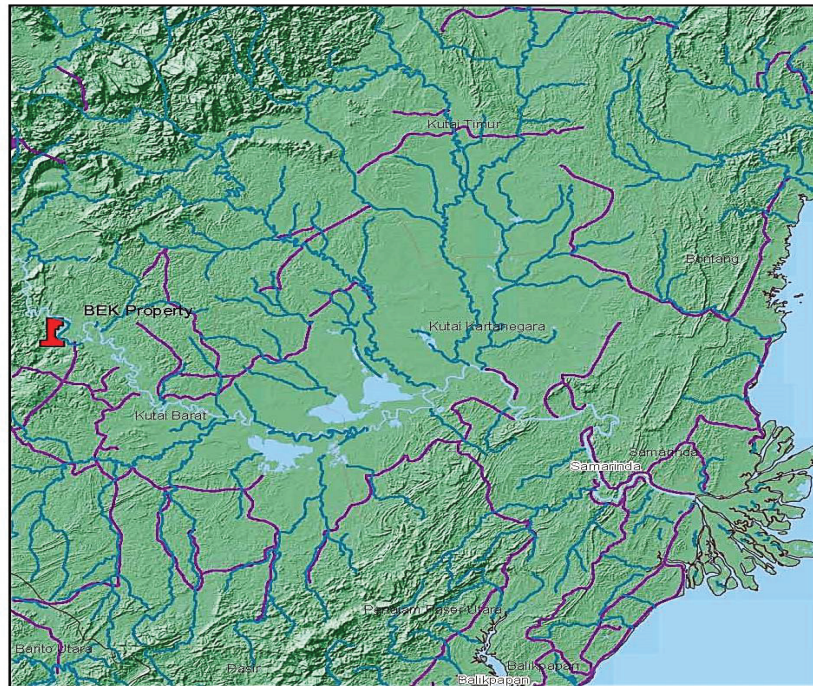 Kutai Timur
Bontang
BEK Property
Kutai Kartanegara
Kutai Barat
Samarinda
Samarinda
Penajam Paser Utara
Barito Utara
Pasir
Balikpapan
Balikpapan